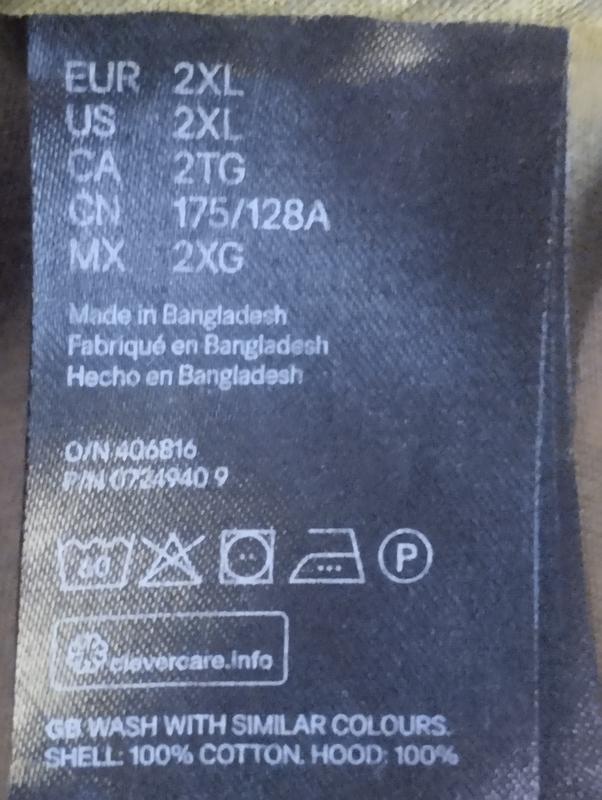 EUR 2XL
US 2XL
CA 2TG
CN 175/128A
MX 2XG
Made in Bangladesh
Fabriqué en Bangladesh
Hecho en Bangladesh
O/N 406816
P/N 0724940 9
60 P
clevercare.info
GB WASH WITH SIMILAR COLOURS.
SHELL: 100% COTTON. HOOD: 100%